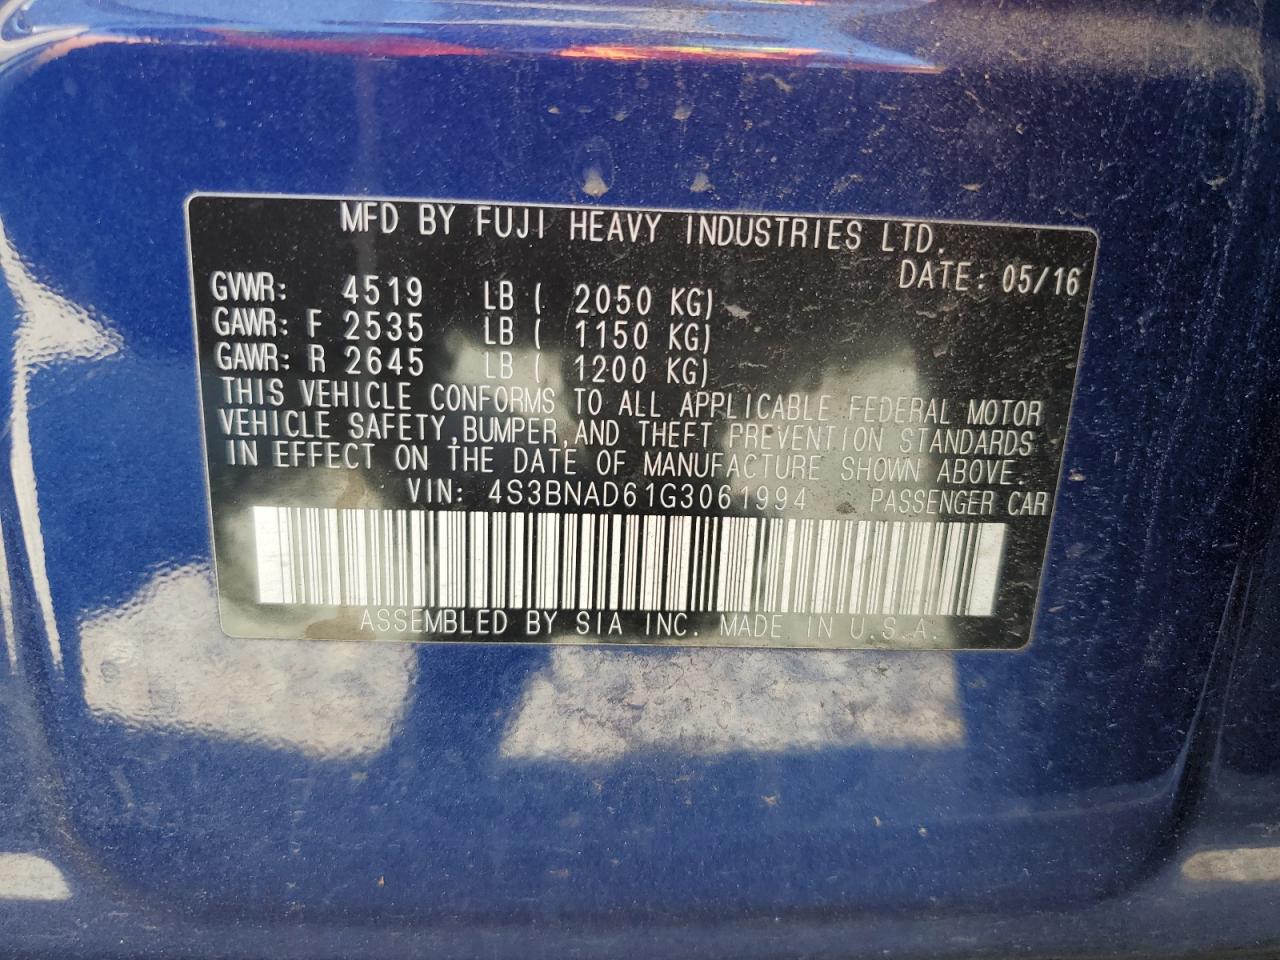 MFD BY FUJI HEAVY INDUSTRIES LTD.
DATE: 05/16
GVWR: 4519 LB ( 2050 KG)
GAWR: F 2535 LB ( 1150 KG)
GAWR: R 2645 LB ( 1200 KG)
THIS VEHICLE CONFORMS TO ALL APPLICABLE FEDERAL MOTOR
VEHICLE SAFETY,BUMPER,AND THEFT PREVENTION STANDARDS
IN EFFECT ON THE DATE OF MANUFACTURE SHOWN ABOVE.
VIN: 4S3BNAD61G3061994 PASSENGER CAR
ASSEMBLED BY SIA INC. MADE IN U.S.A.